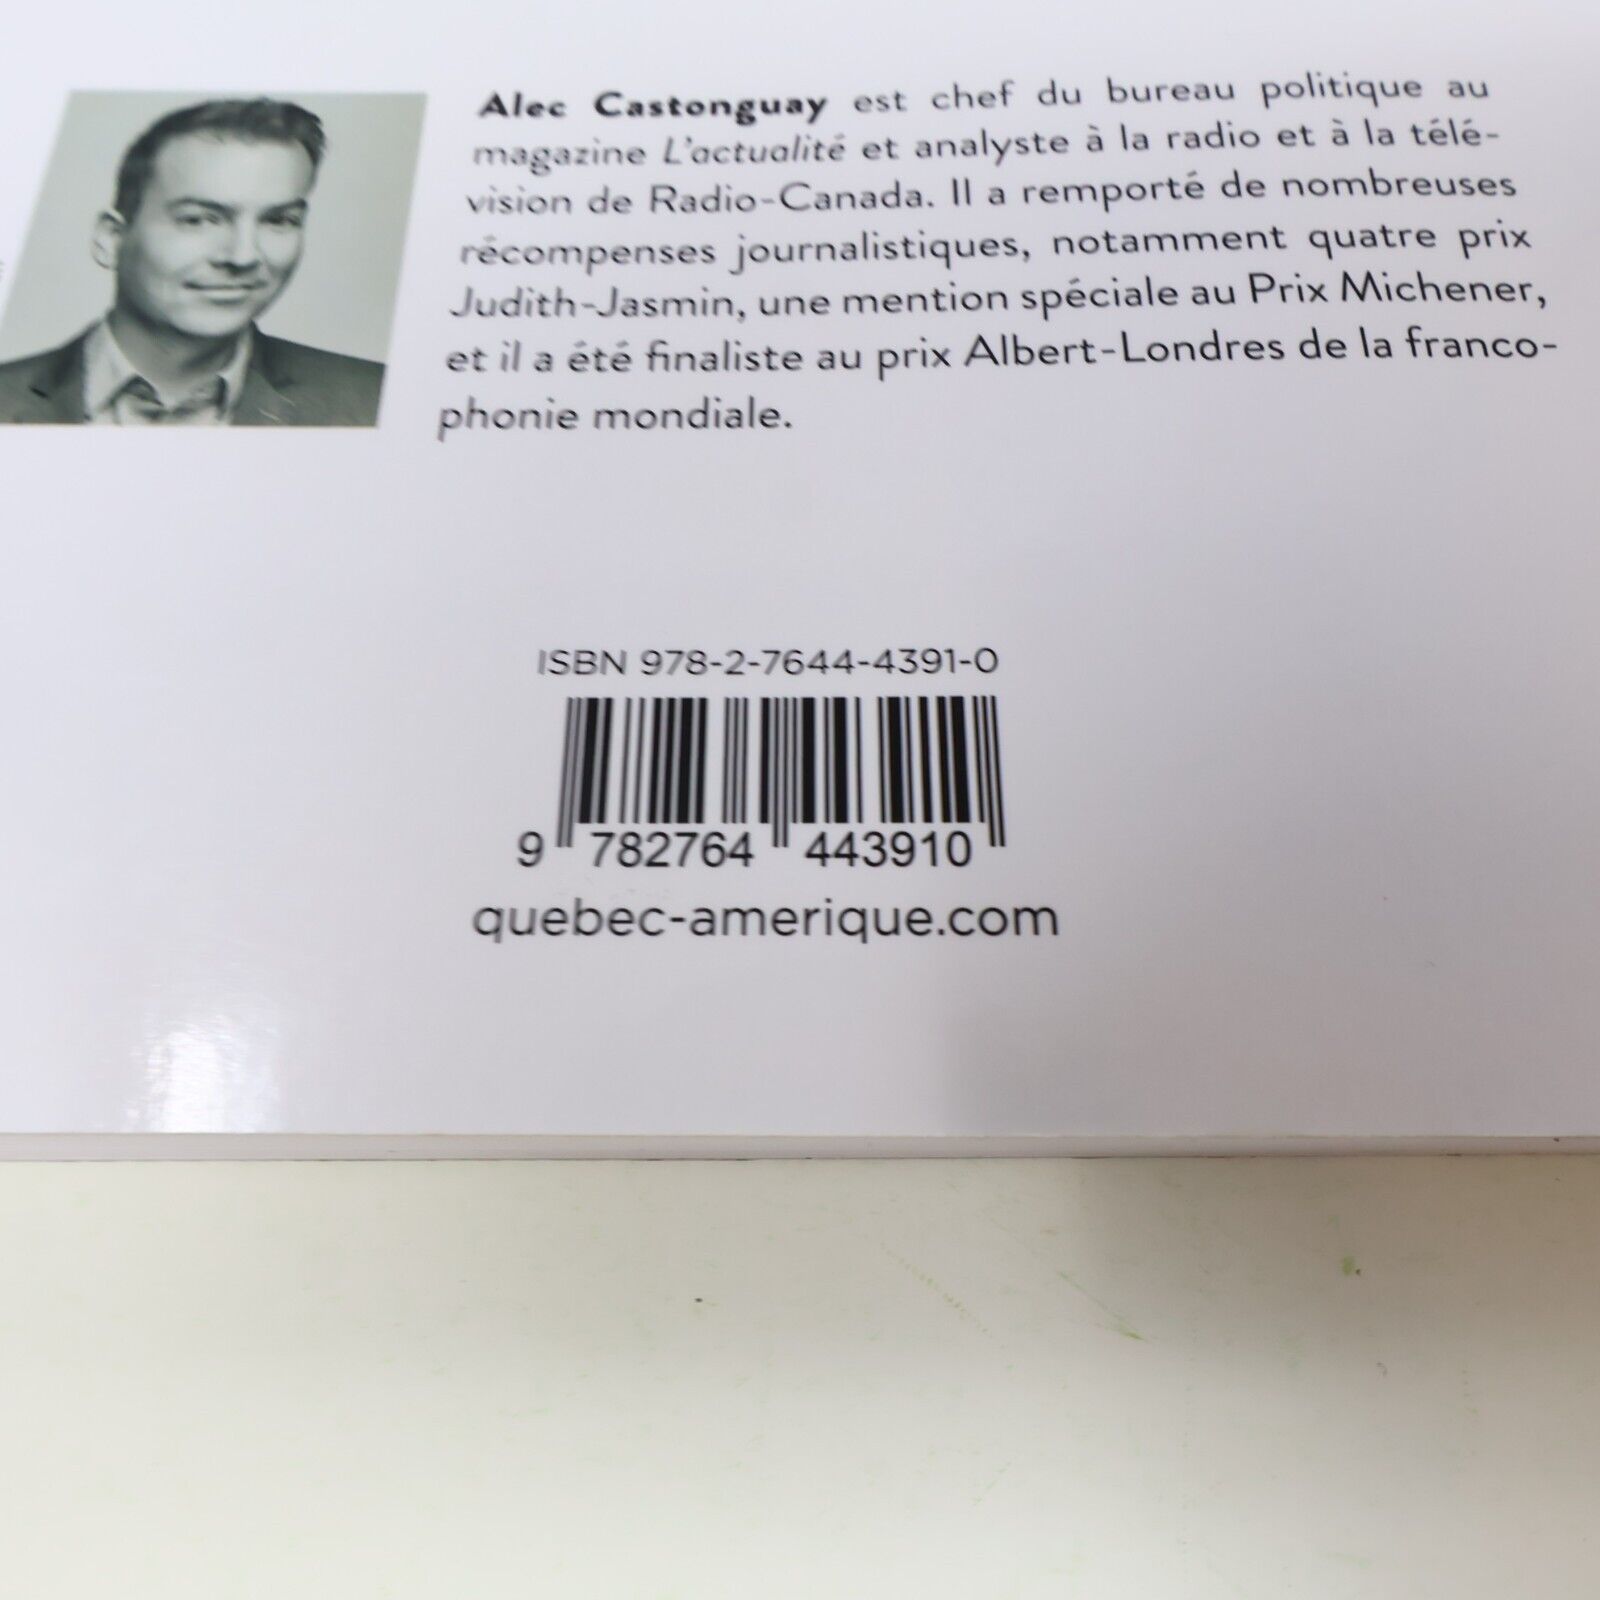 Alec Castonguay est chef du bureau politique au
magazine L'actualité et analyste à la radio et à la télé-
vision de Radio-Canada. Il a remporté de nombreuses
récompenses journalistiques, notamment quatre prix
Judith-Jasmin, une mention spéciale au Prix Michener,
et il a été finaliste au prix Albert-Londres de la franco-
phonie mondiale.
ISBN 978-2-7644-4391-0
9 782764 443910
quebec-amerique.com